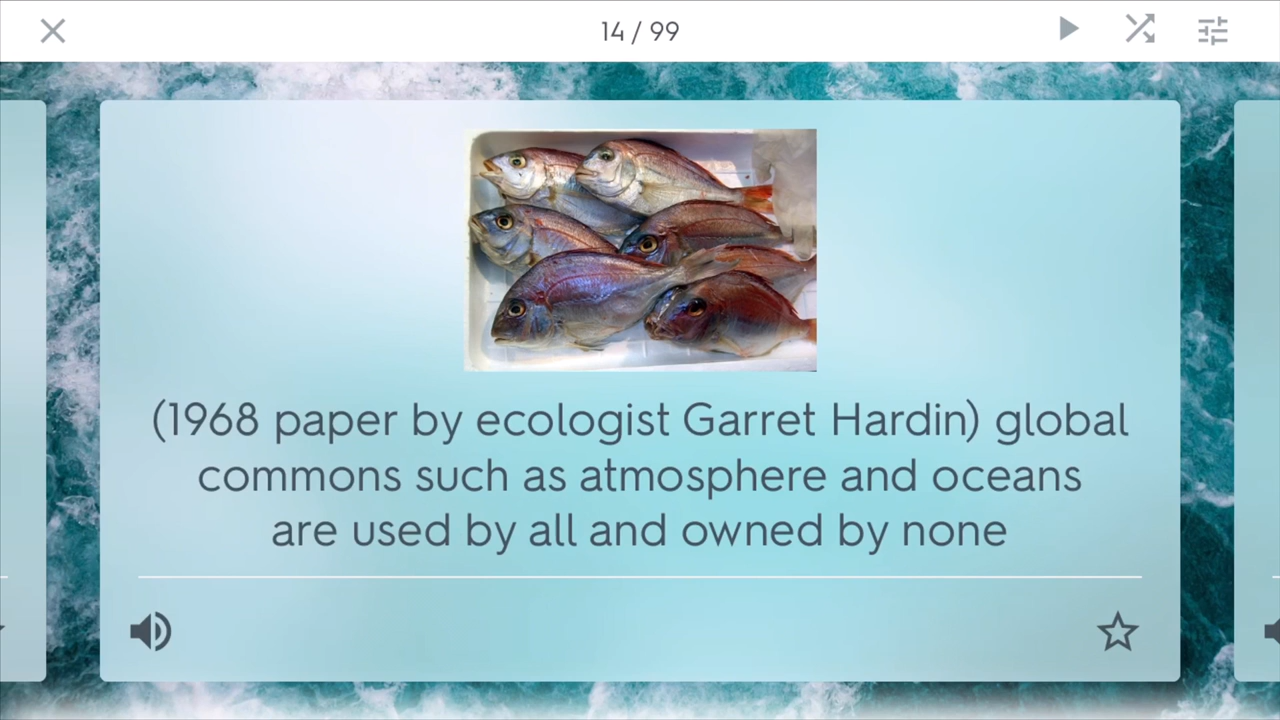 14 / 99
(1968 paper by ecologist Garret Hardin) global
commons such as atmosphere and oceans
are used by all and owned by none